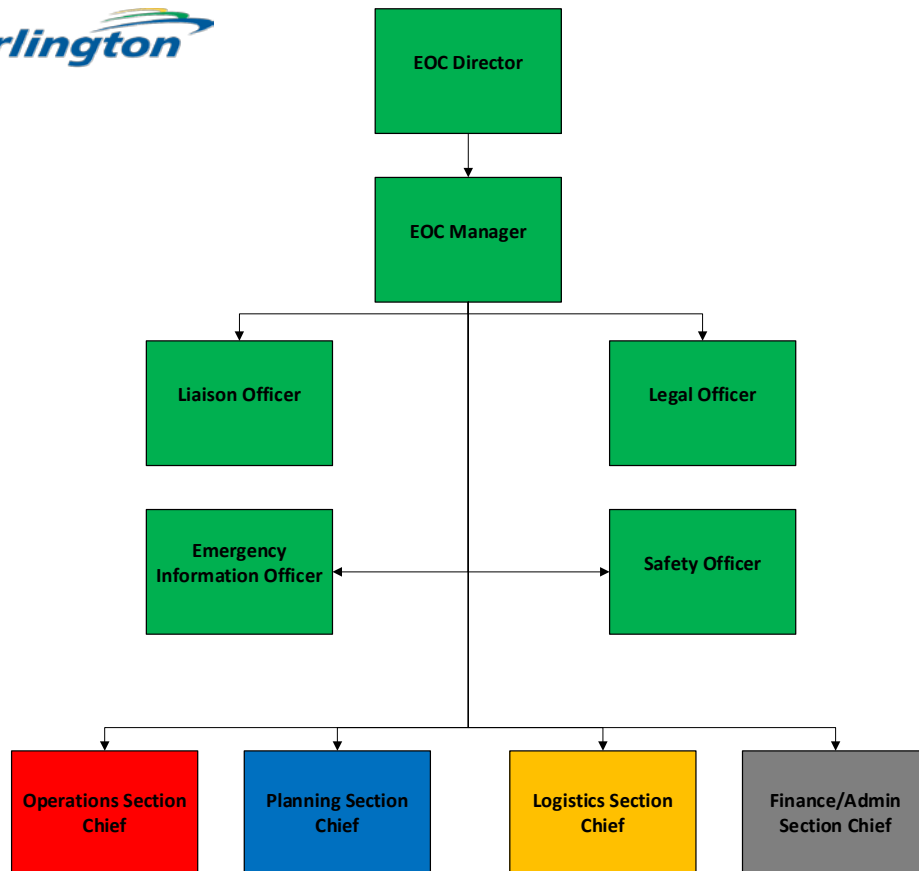 rlington
EOC Director
EOC Manager
Liaison Officer
Legal Officer
Emergency
Information Officer
Safety Officer
Operations Section
Chief
Planning Section
Chief
Logistics Section
Chief
Finance/Admin
Section Chief